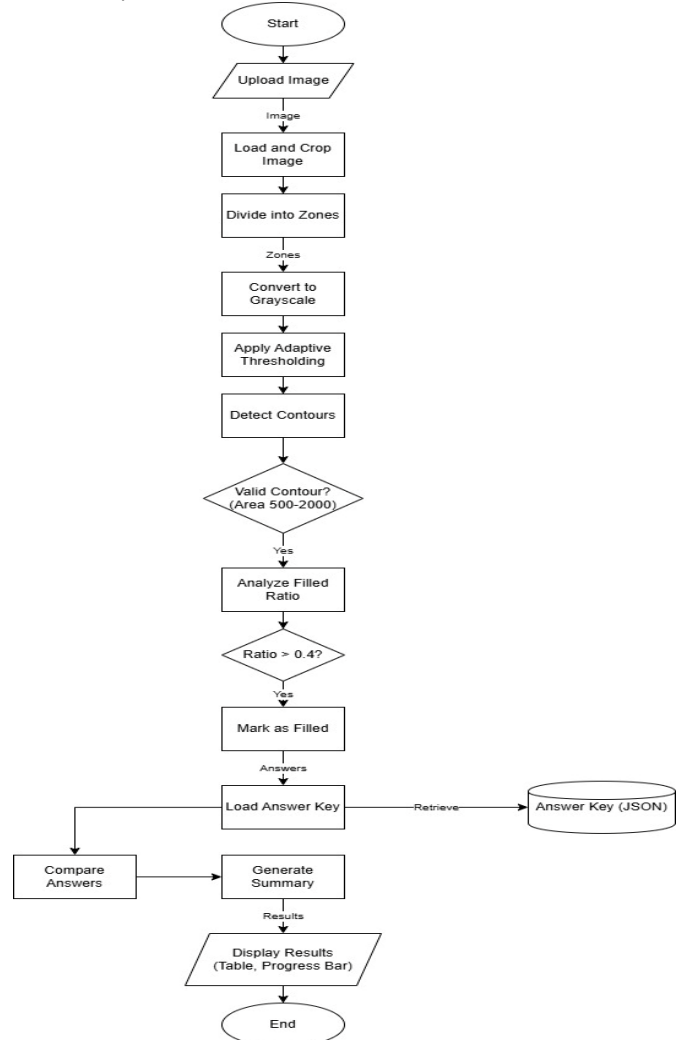 Start
Upload Image
Image
Load and Crop
Image
Divide into Zones
Zones
Convert to
Grayscale
Apply Adaptive
Thresholding
Detect Contours
Valid Contour?
(Area 500-2000)
Yes
Analyze Filled
Ratio
Ratio > 0.4?
Yes
Mark as Filled
Answers
Load Answer Key
Retrieve
Answer Key (JSON)
Compare
Answers
Generate
Summary
Results
Display Results
(Table, Progress Bar)
End